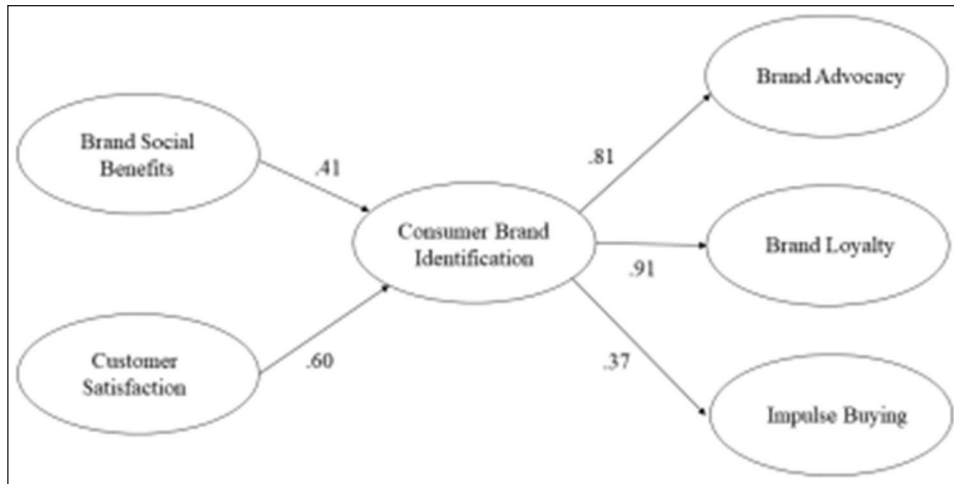 Brand Advocacy
Brand Social
Benefits
.81
.41
Consumer Brand
Identification
Brand Loyalty
.91
Customer
Satisfaction
.60
.37
Impulse Buying